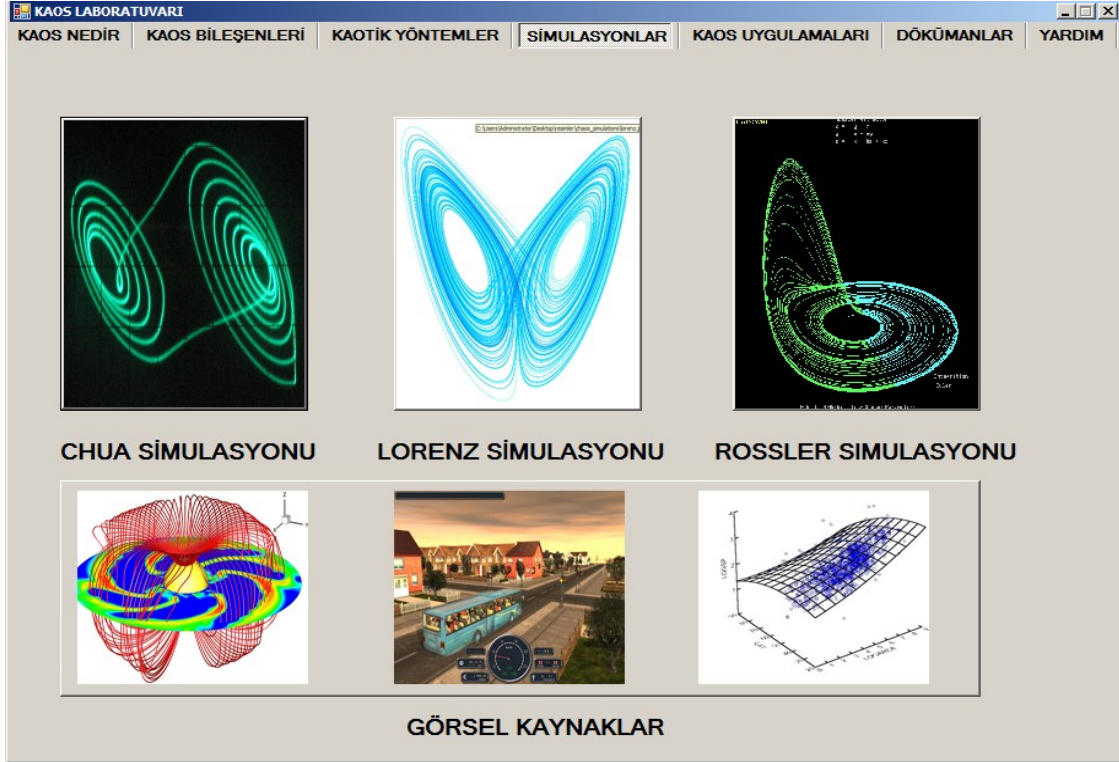 KAOS LABORATUVARI
KAOS NEDİR KAOS BİLEŞENLERİ KAOTİK YÖNTEMLER SİMULASYONLAR KAOS UYGULAMALARI DÖKÜMANLAR YARDIM
CHUA SİMULASYONU LORENZ SİMULASYONU ROSSLER SIMULASYONU
GÖRSEL KAYNAKLAR